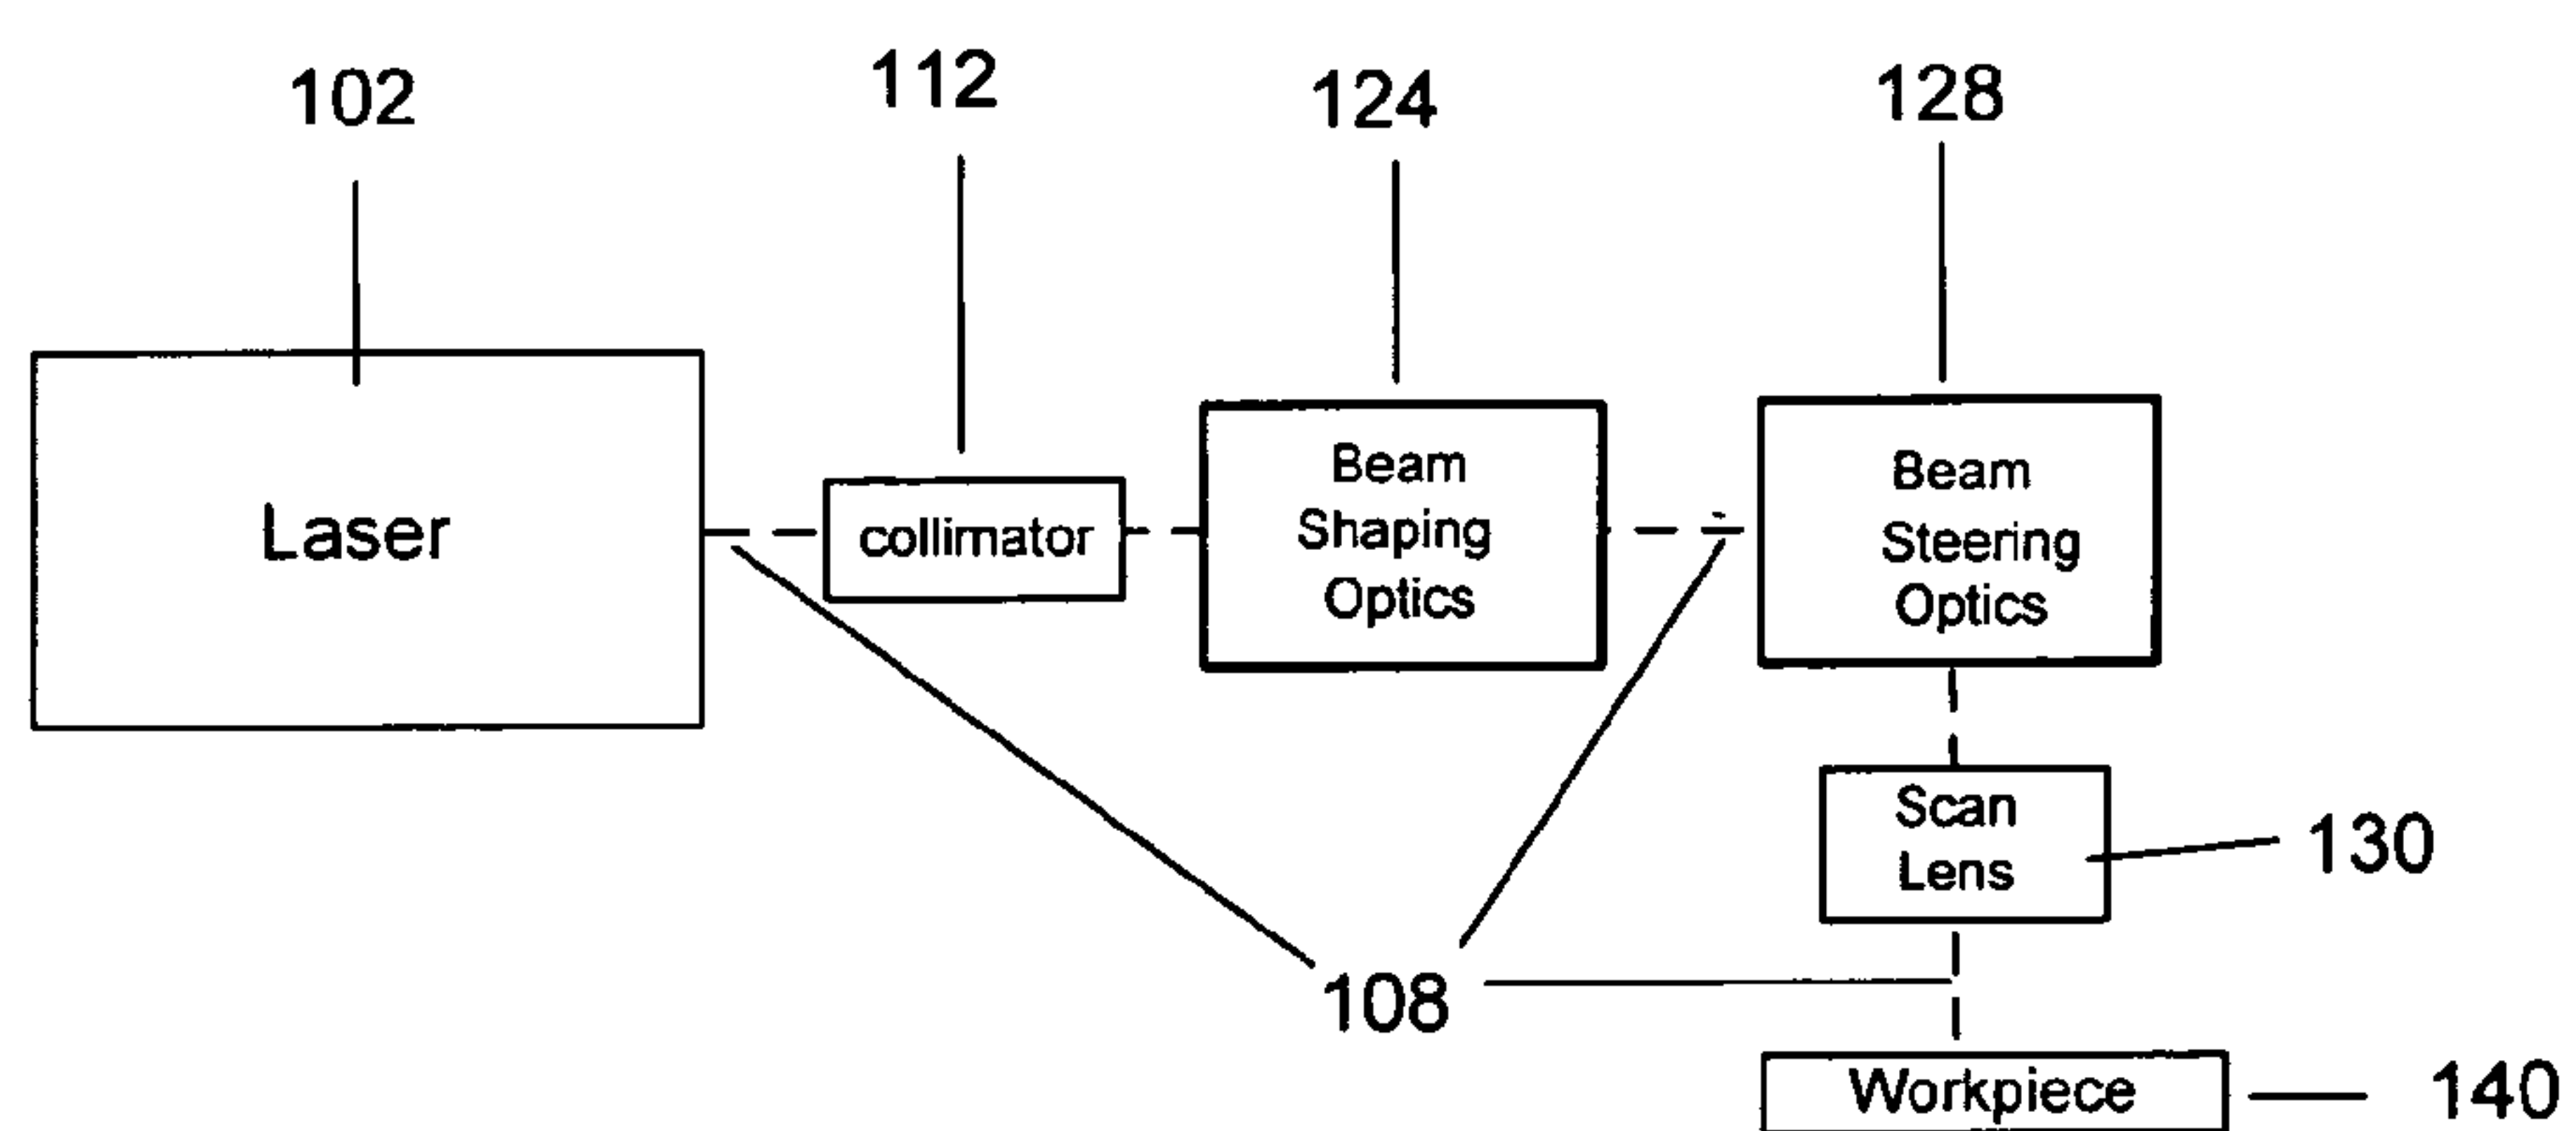 102
112
124
128
Laser
collimator
Beam
Shaping
Optics
Beam
Steering
Optics
Scan
Lens
130
108
Workpiece
140